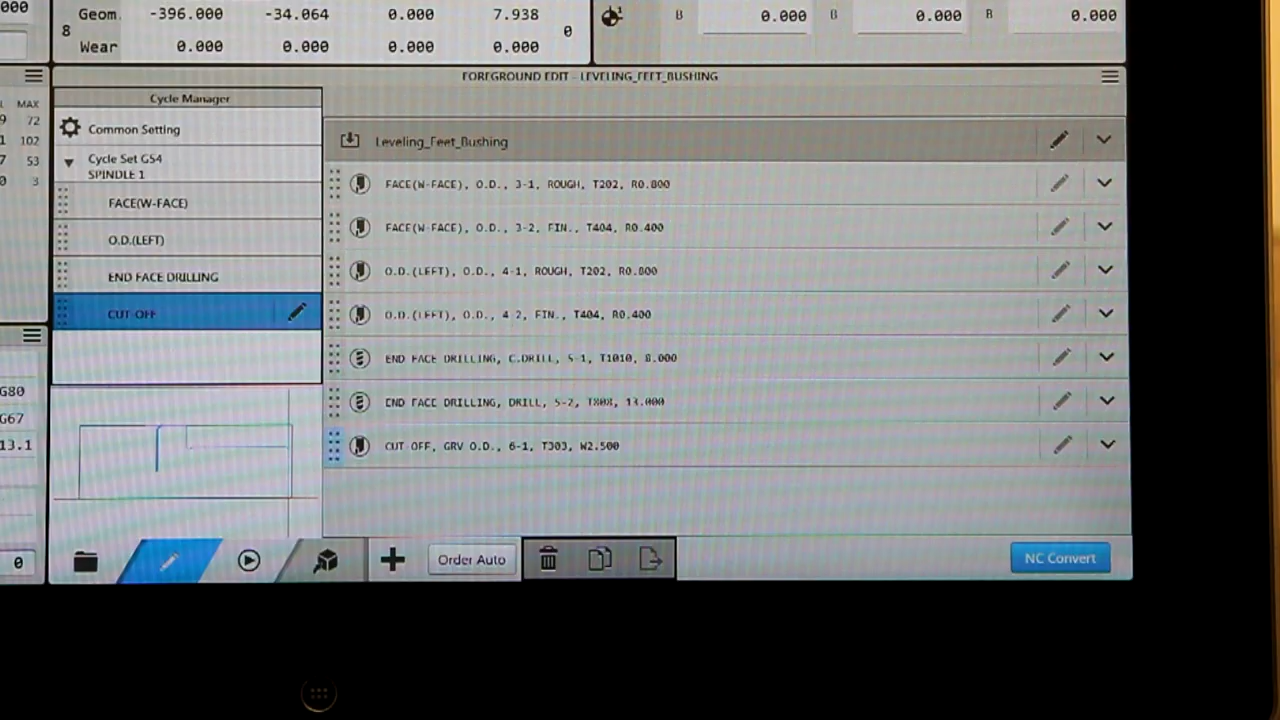 000
Geom. -396.000 -34.064 0.000 7.938
8 0
Wear 0.000 0.000 0.000 0.000
B 0.000 B 0.000 B 0.000
FOREGROUND EDIT - LEVELING_FEET_BUSHING
L MAX
9 72
1 102
7 53
0 3
G80
G67
13.1
0
Cycle Manager
Common Setting
Cycle Set G54
SPINDLE 1
FACE(W-FACE)
O.D.(LEFT)
END FACE DRILLING
CUT-OFF
Leveling_Feet_Bushing
FACE(W-FACE), O.D., 3-1, ROUGH, T202, R0.800
FACE(W-FACE), O.D., 3-2, FIN., T404, R0.400
O.D.(LEFT), O.D., 4-1, ROUGH, T202, R0.800
O.D.(LEFT), O.D., 4-2, FIN., T404, R0.400
END FACE DRILLING, C.DRILL, 5-1, T1010, 8.000
END FACE DRILLING, DRILL, 5-2, 13.000
CUT-OFF, GRV O.D., 6-1, T303, W2.500
Order Auto
NC Convert